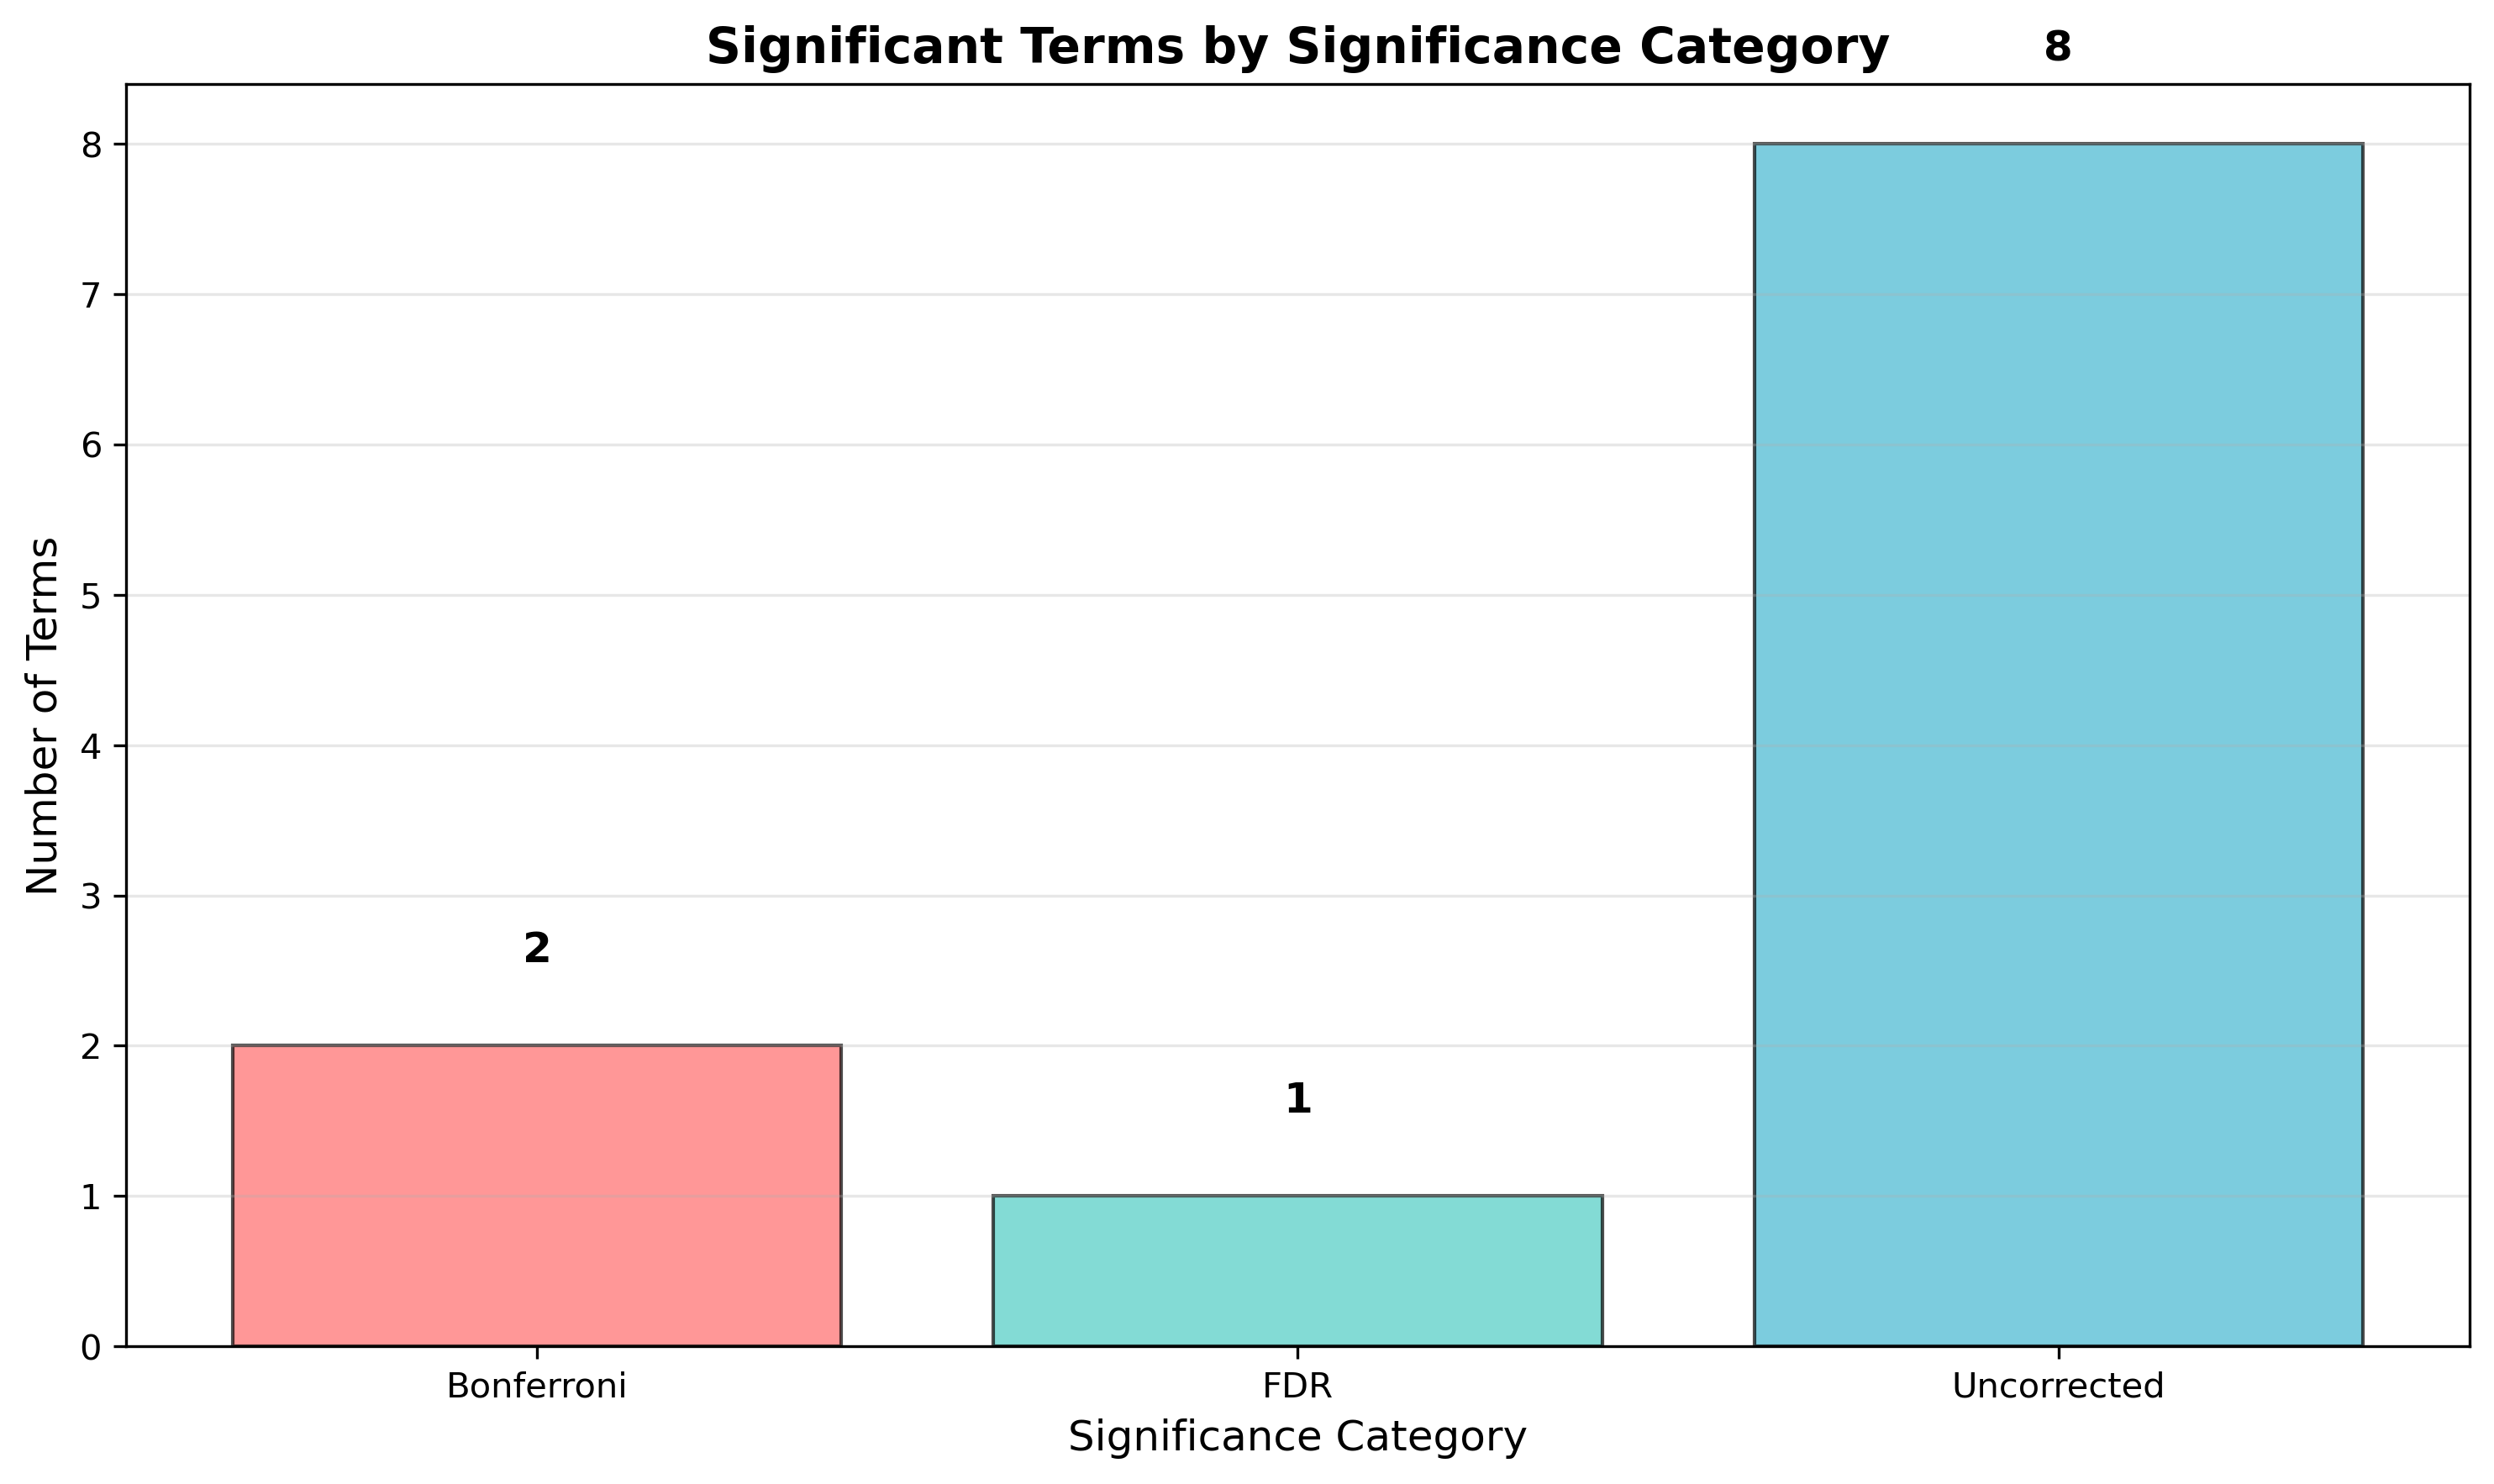 Significant Terms by Significance Category
8
Number of Terms
8
7
6
5
4
3
2
1
0
2
1
Bonferroni
FDR
Uncorrected
Significance Category